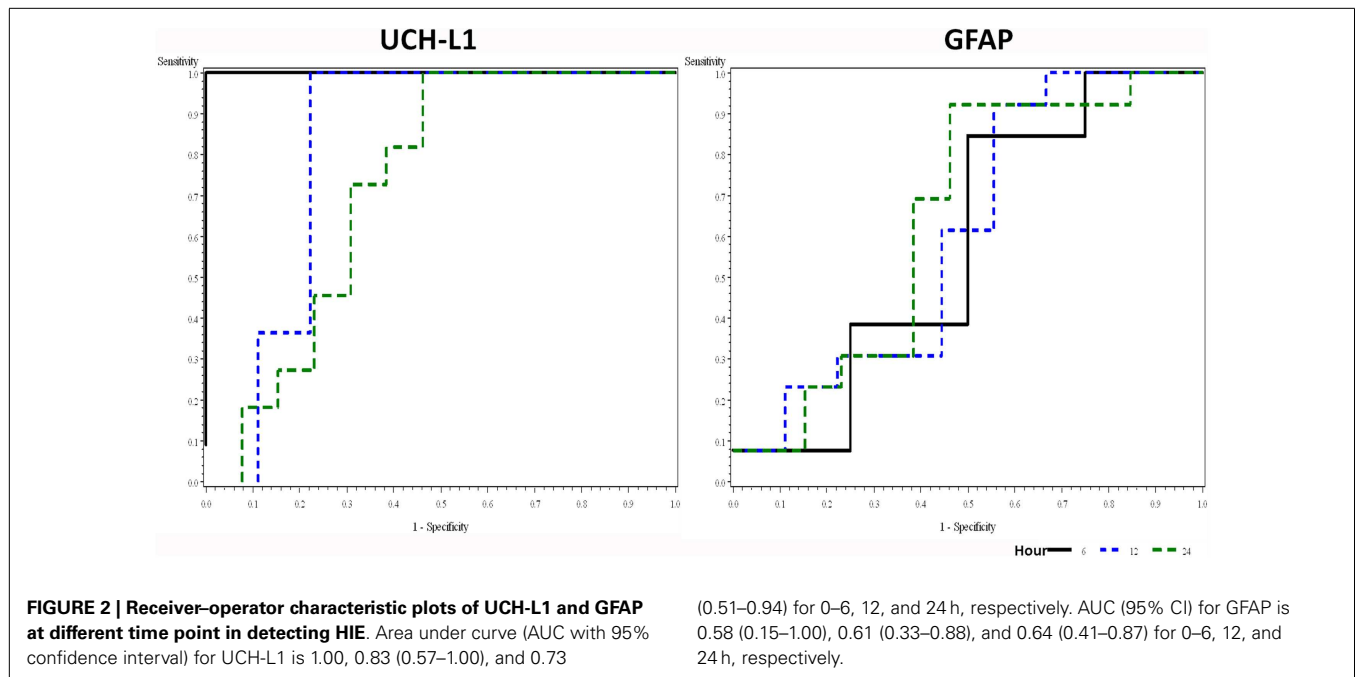 UCH-L1
GFAP
Sensitivity
1.0
0.9
0.8
0.7
0.6
0.5
0.4
0.3
0.2
0.1
0.0
0.0 0.1 0.2 0.3 0.4 0.5 0.6 0.7 0.8 0.9 1.0
1 - Specificity
Sensitivity
1.0
0.9
0.8
0.7
0.6
0.5
0.4
0.3
0.2
0.1
0.0
0.0 0.1 0.2 0.3 0.4 0.5 0.6 0.7 0.8 0.9 1.0
1 - Specificity
Hour 6 12 24
FIGURE 2 | Receiver–operator characteristic plots of UCH-L1 and GFAP
at different time point in detecting HIE. Area under curve (AUC with 95%
confidence interval) for UCH-L1 is 1.00, 0.83 (0.57–1.00), and 0.73
(0.51–0.94) for 0–6, 12, and 24 h, respectively. AUC (95% CI) for GFAP is
0.58 (0.15–1.00), 0.61 (0.33–0.88), and 0.64 (0.41–0.87) for 0–6, 12, and
24 h, respectively.